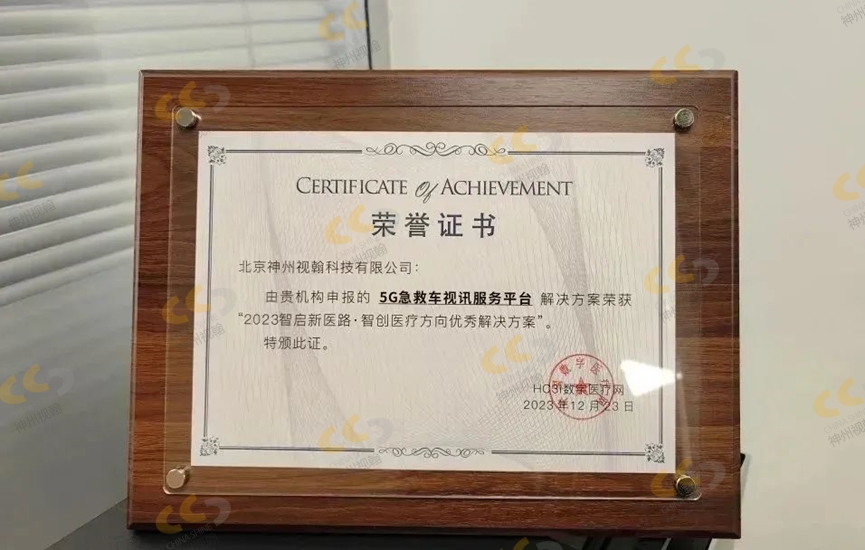 CERTIFICATE Of ACHIEVEMENT
荣誉证书
北京神州视翰科技有限公司：
由贵机构申报的 5G急救车视讯服务平台 解决方案荣获
“2023智启新医路·智创医疗方向优秀解决方案”。
特颁此证。
HC3i数字医疗网
2023年12月23日
神州视翰